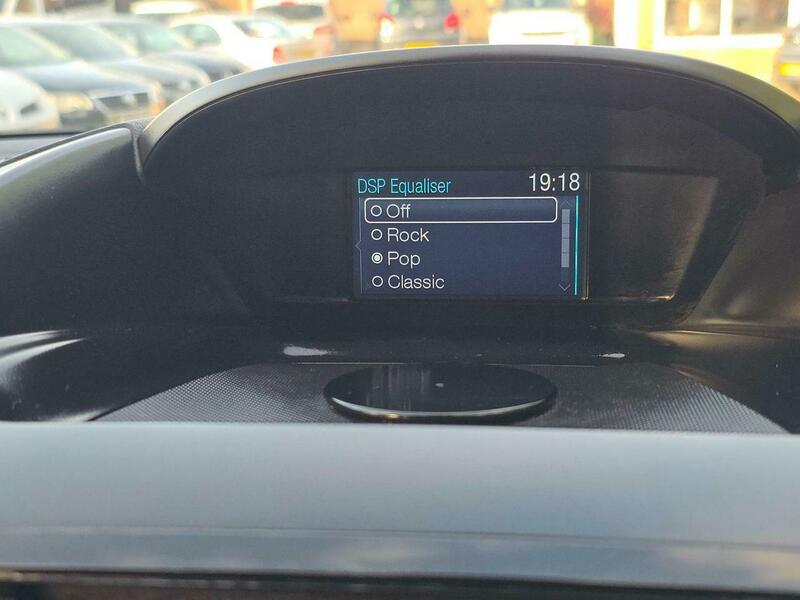 DSP Equaliser 19:18
Off
Rock
Pop
Classic